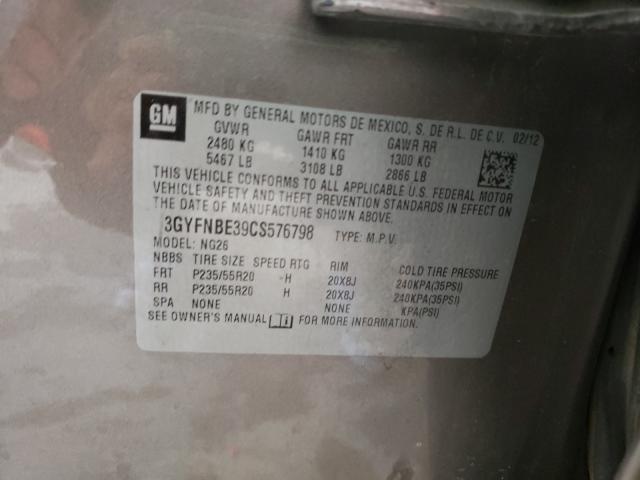 GM
MFD BY GENERAL MOTORS DE MEXICO, S. DE R.L. DE C.V. 02/12
GVWR GAWR FRT GAWR RR
2480 KG 1410 KG 1300 KG
5467 LB 3108 LB 2866 LB
THIS VEHICLE CONFORMS TO ALL APPLICABLE U.S. FEDERAL MOTOR
VEHICLE SAFETY AND THEFT PREVENTION STANDARDS IN EFFECT ON
THE DATE OF MANUFACTURE SHOWN ABOVE.
3GYFNBE39CS576798 TYPE: M.P.V.
MODEL: NG26
NBBS TIRE SIZE SPEED RTG RIM COLD TIRE PRESSURE
FRT P235/55R20 H 20X8J 240KPA(35PSI)
RR P235/55R20 H 20X8J 240KPA(35PSI)
SPA NONE NONE KPA(PSI)
SEE OWNER'S MANUAL FOR MORE INFORMATION.